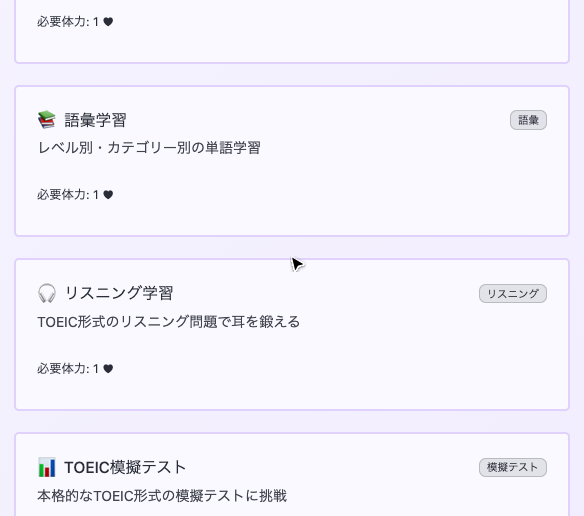 必要体力: 1 ♥
📚 語彙学習
語彙
レベル別・カテゴリー別の単語学習
必要体力: 1 ♥
🎧 リスニング学習
リスニング
TOEIC形式のリスニング問題で耳を鍛える
必要体力: 1 ♥
📊 TOEIC模擬テスト
模擬テスト
本格的なTOEIC形式の模擬テストに挑戦